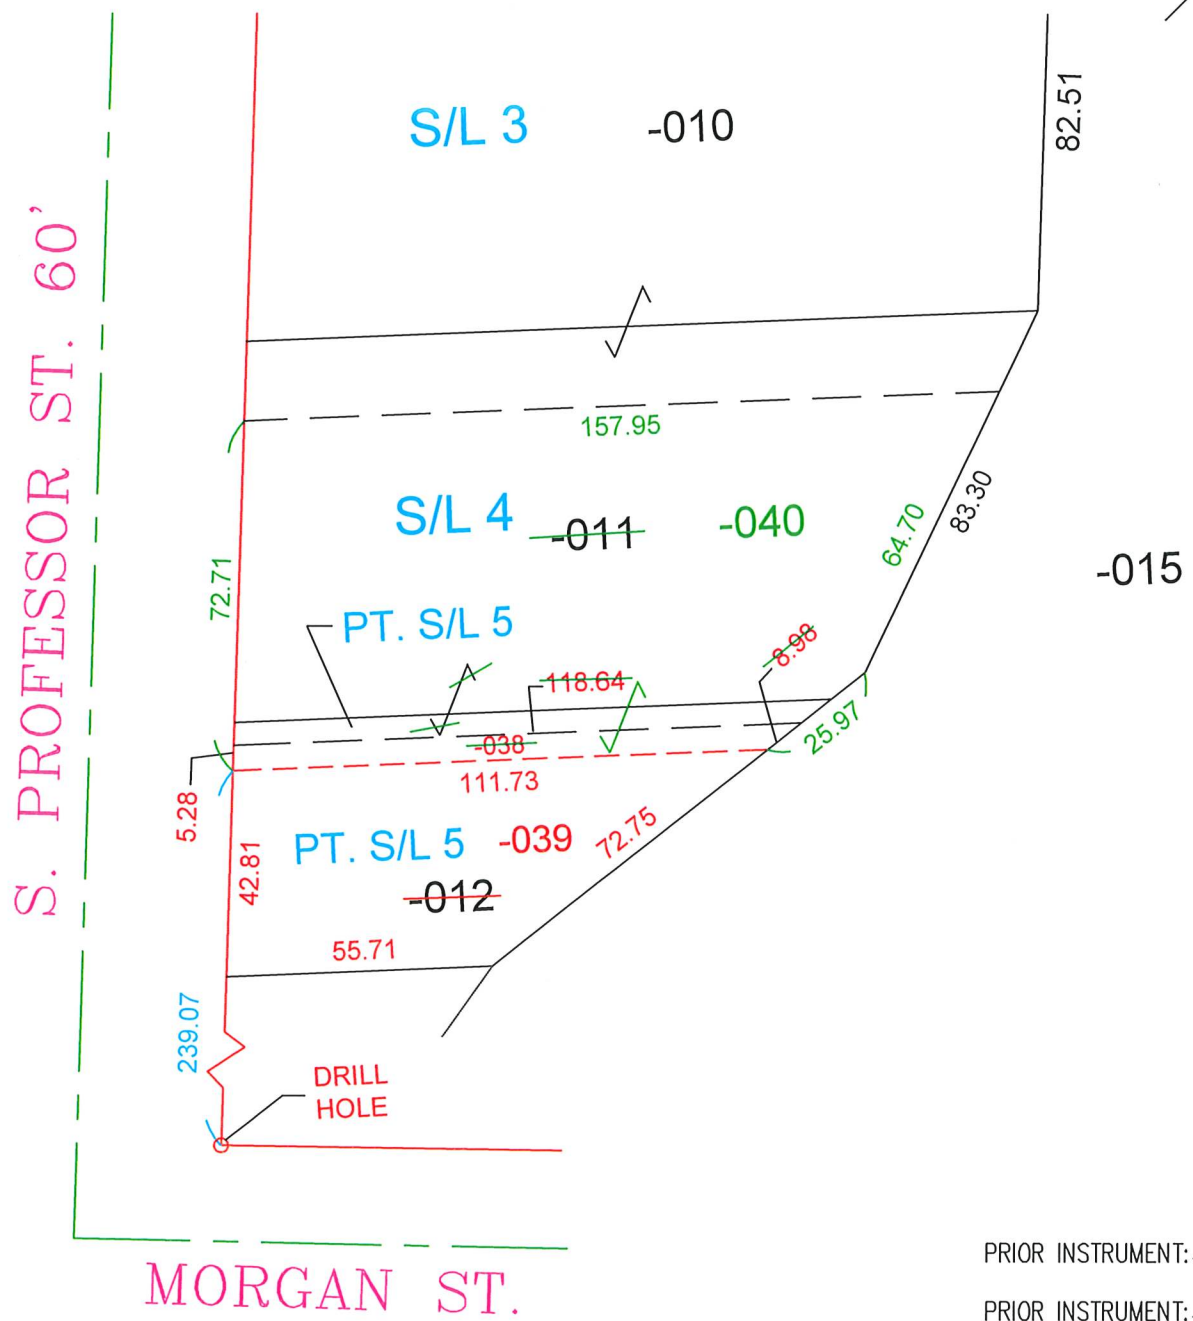 S/L 3
-010
82.51
S. PROFESSOR ST. 60'
157.95
S/L 4
-011
-040
64.70
83.30
-015
72.71
PT. S/L 5
8.98
118.64
25.97
-038
111.73
5.28
42.81
PT. S/L 5
-039
72.75
-012
55.71
239.07
DRILL
HOLE
MORGAN ST.
PRIOR INSTRUMENT:
PRIOR INSTRUMENT: